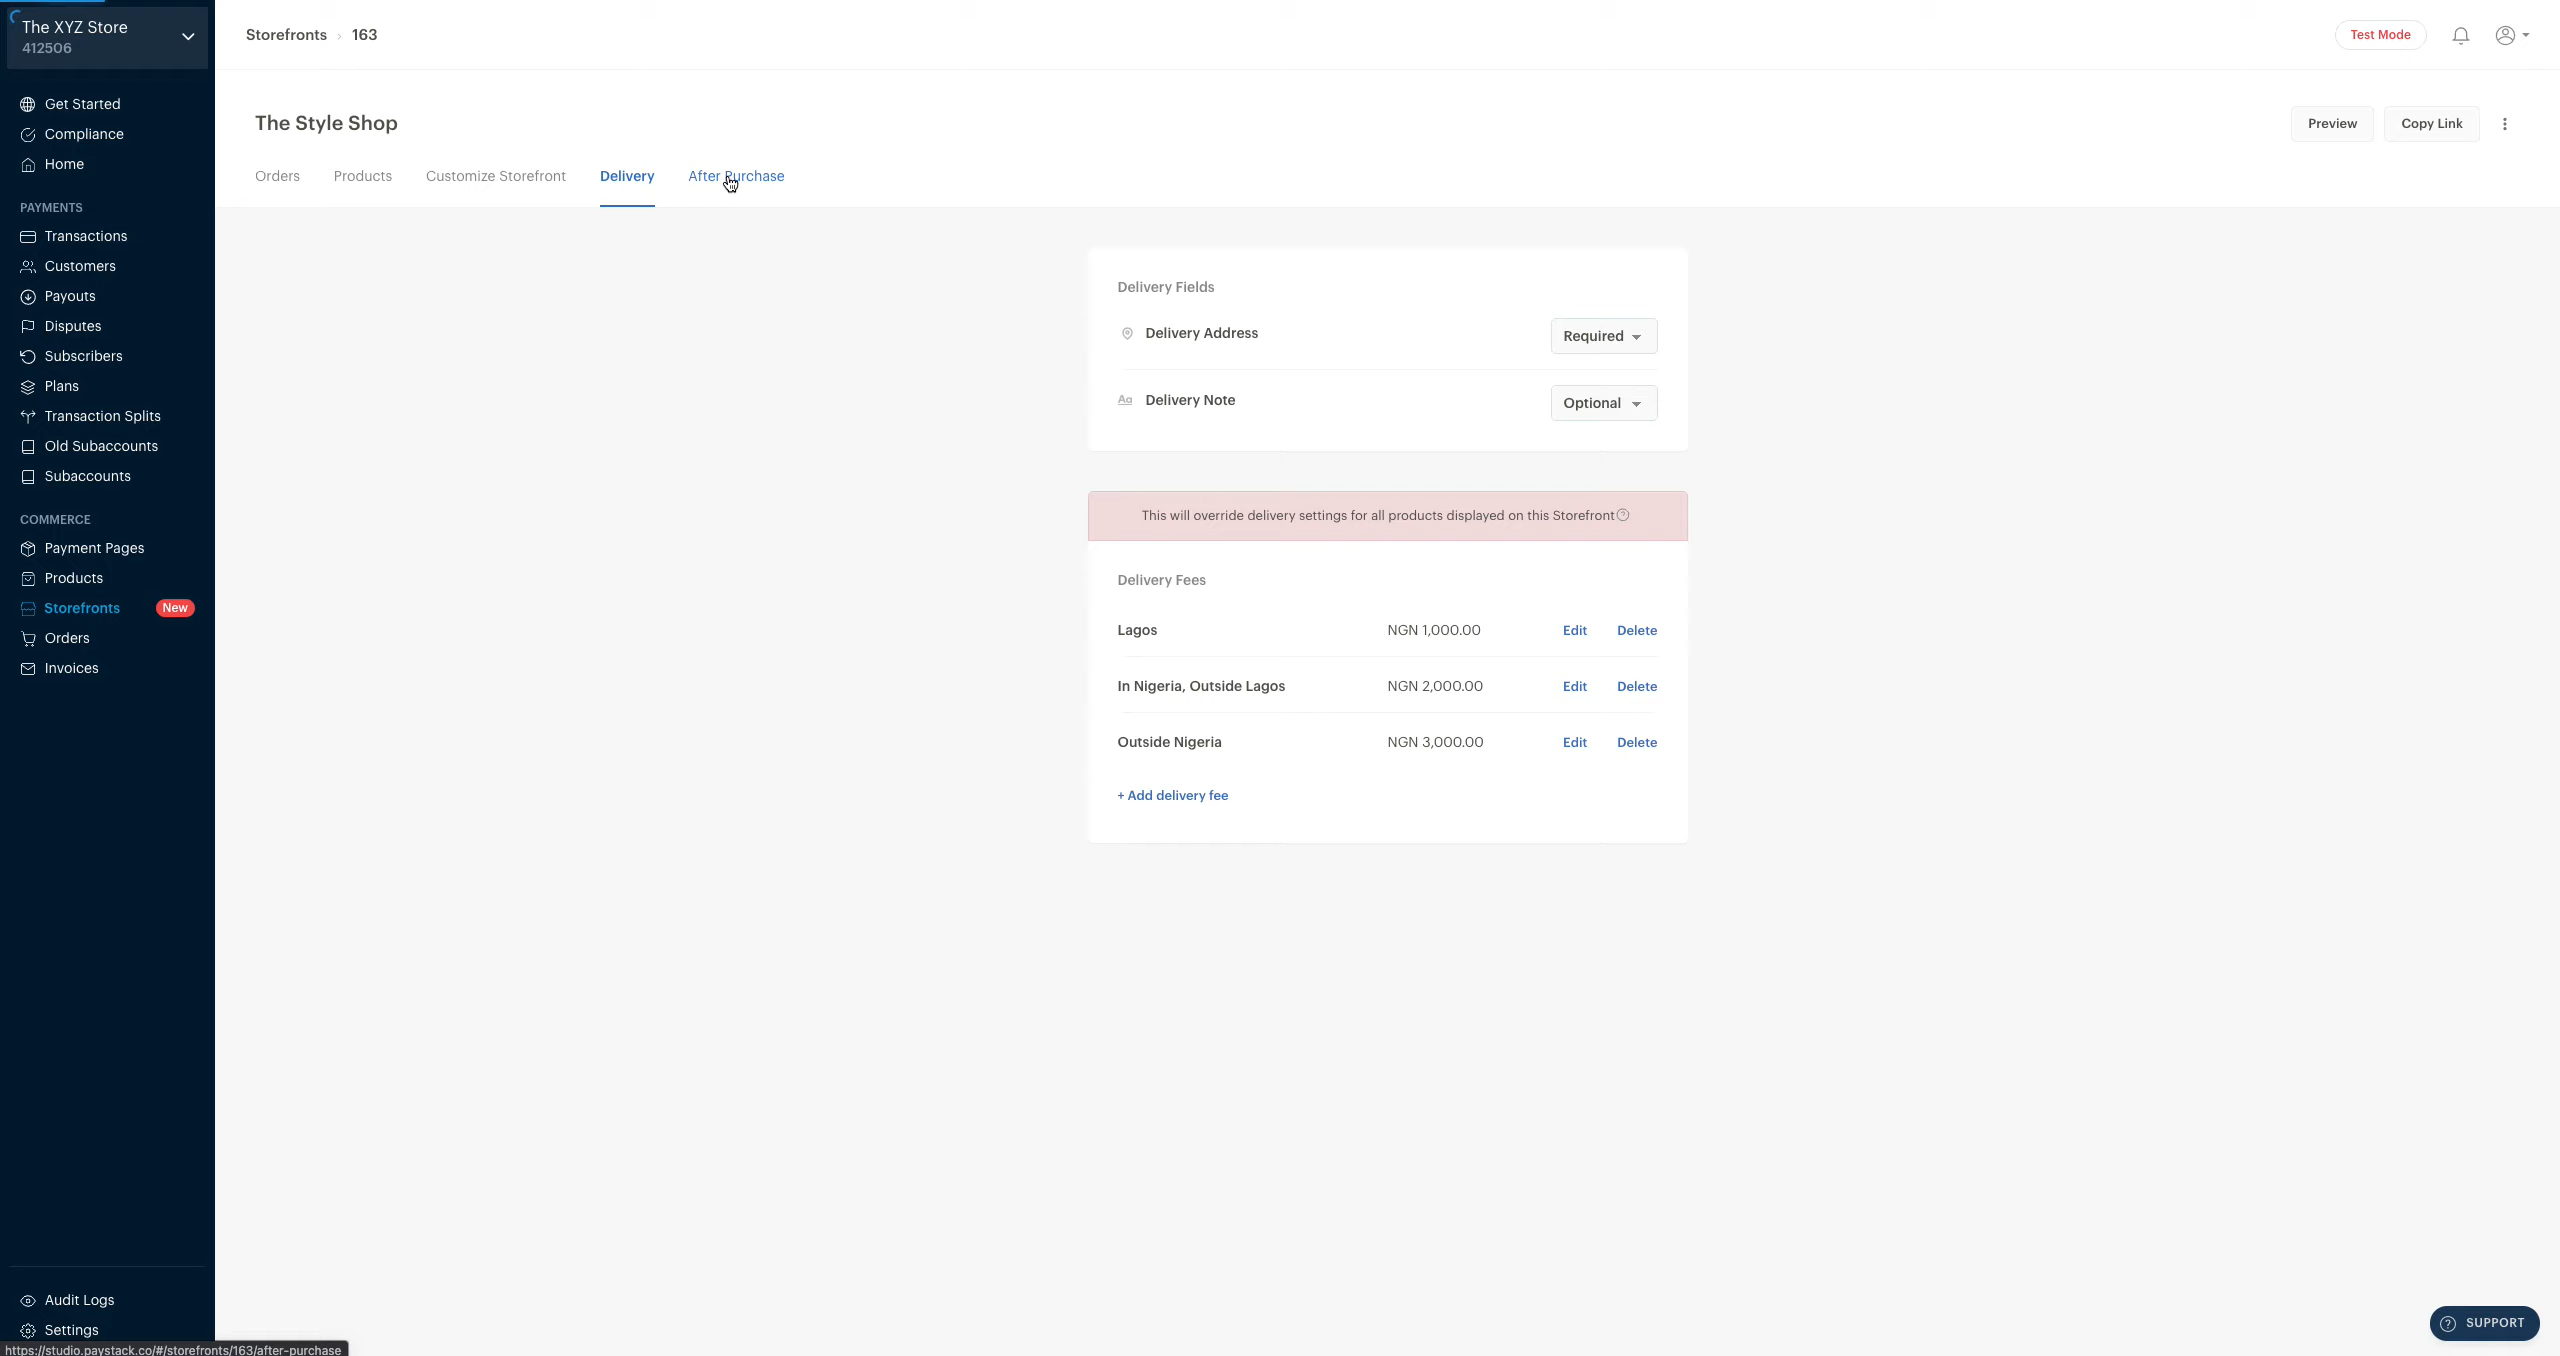 The XYZ Store
412506
Storefronts › 163
Test Mode
Get Started
Compliance
Home
PAYMENTS
Transactions
Customers
Payouts
Disputes
Subscribers
Plans
Transaction Splits
Old Subaccounts
Subaccounts
COMMERCE
Payment Pages
Products
Storefronts New
Orders
Invoices
Audit Logs
Settings
The Style Shop
Preview Copy Link
Orders Products Customize Storefront Delivery After Purchase
Delivery Fields
Delivery Address Required
Aa Delivery Note Optional
This will override delivery settings for all products displayed on this Storefront
Delivery Fees
Lagos NGN 1,000.00 Edit Delete
In Nigeria, Outside Lagos NGN 2,000.00 Edit Delete
Outside Nigeria NGN 3,000.00 Edit Delete
+ Add delivery fee
SUPPORT
https://studio.paystack.co/#/storefronts/163/after-purchase